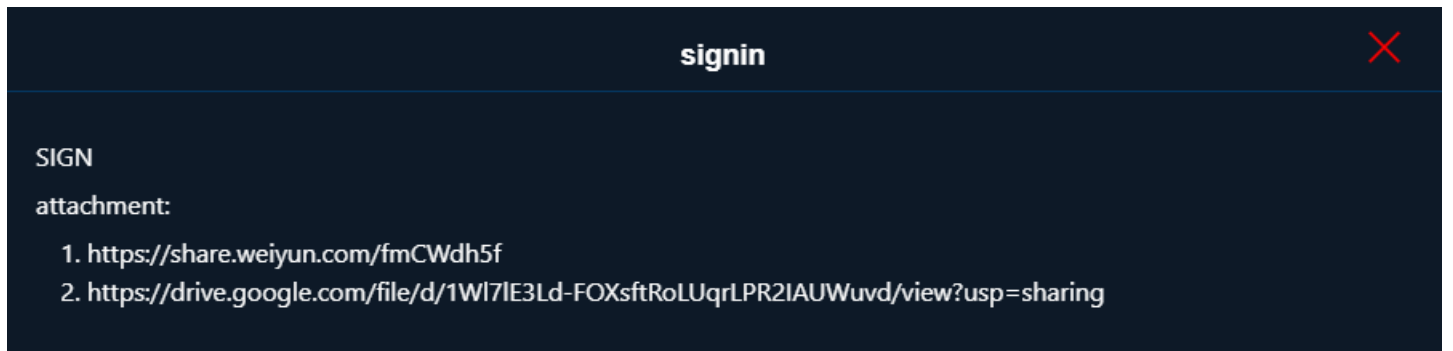 signin
SIGN
attachment:
1. https://share.weiyun.com/fmCWdh5f
2. https://drive.google.com/file/d/1Wl7lE3Ld-FOXsftRoLUqrLPR2IAUWuvd/view?usp=sharing